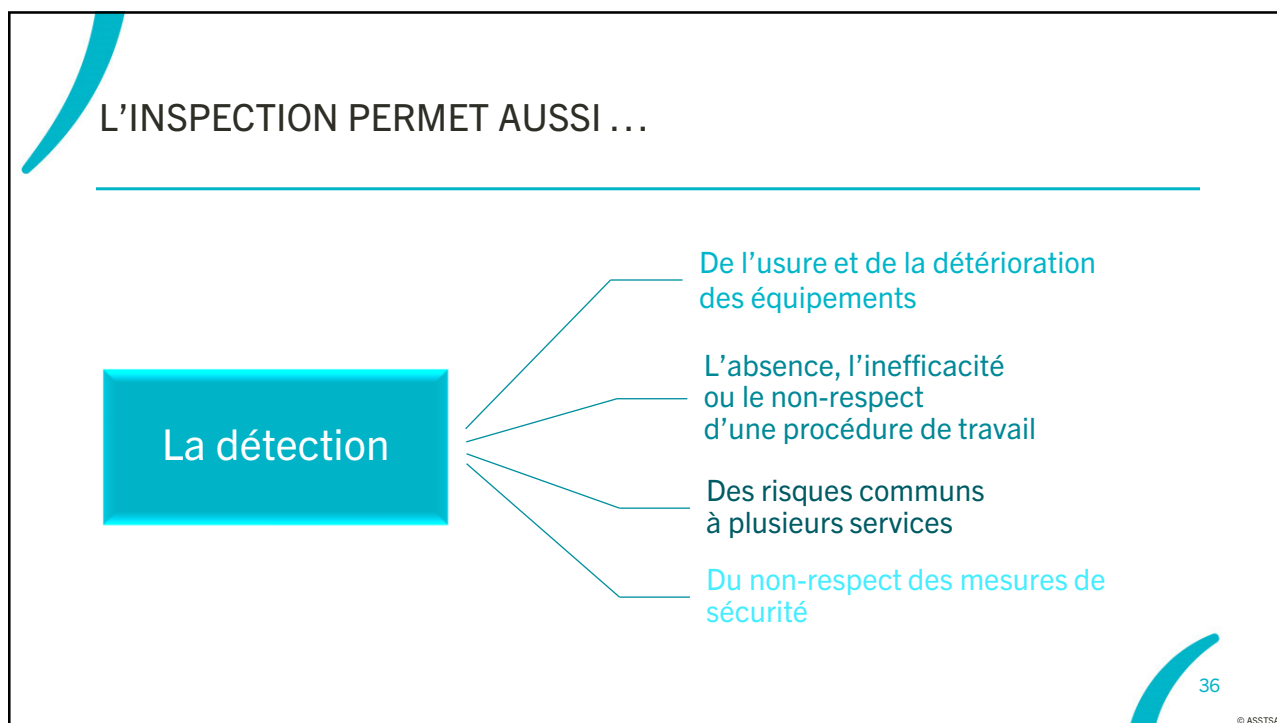 L’INSPECTION PERMET AUSSI …
La détection
De l’usure et de la détérioration
des équipements
L’absence, l’inefficacité
ou le non-respect
d’une procédure de travail
Des risques communs
à plusieurs services
Du non-respect des mesures de
sécurité
36
© ASSTSA